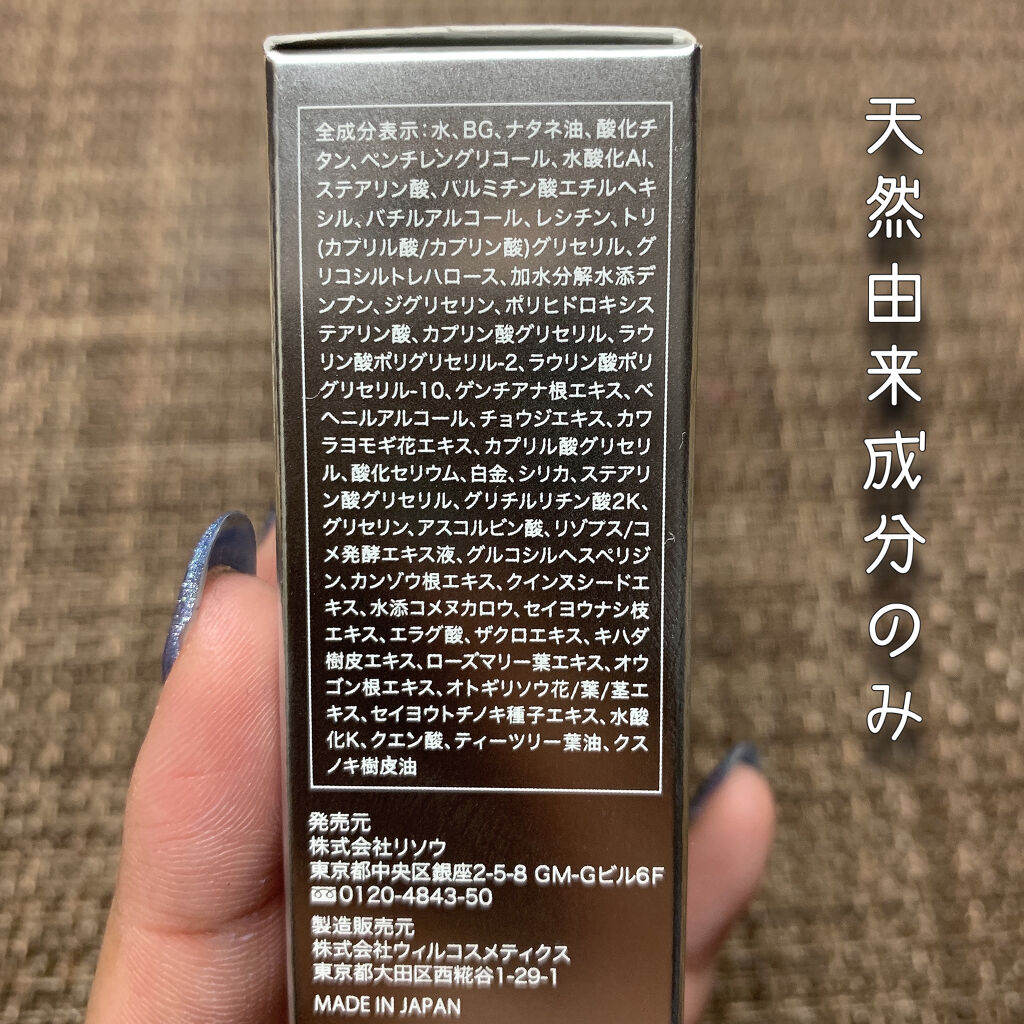 全成分表示:水、BG、ナタネ油、酸化チ
タン、ペンチレングリコール、水酸化Al、
ステアリン酸、パルミチン酸エチルヘキ
シル、バチルアルコール、レシチン、トリ
(カプリル酸/カプリン酸)グリセリル、グ
リコシルトレハロース、加水分解水添デ
ンプン、ジグリセリン、ポリヒドロキシス
テアリン酸、カプリン酸グリセリル、ラウ
リン酸ポリグリセリル-2、ラウリン酸ポリ
グリセリル-10、ゲンチアナ根エキス、ベ
ヘニルアルコール、チョウジエキス、カワ
ラヨモギ花エキス、カプリル酸グリセリ
ル、酸化セリウム、白金、シリカ、ステアリ
ン酸グリセリル、グリチルリチン酸2K、
グリセリン、アスコルビン酸、リゾプス/コ
メ発酵エキス液、グルコシルヘスペリジ
ン、カンゾウ根エキス、クインスシードエ
キス、水添コメヌカロウ、セイヨウナシ枝
エキス、エラグ酸、ザクロエキス、キハダ
樹皮エキス、ローズマリー葉エキス、オウ
ゴン根エキス、オトギリソウ花/葉/茎エ
キス、セイヨウトチノキ種子エキス、水酸
化K、クエン酸、ティーツリー葉油、クス
ノキ樹皮油
発売元
株式会社リソウ
東京都中央区銀座2-5-8 GM-Gビル6F
0120-4843-50
製造販売元
株式会社ウィルコスメティクス
東京都大田区西糀谷1-29-1
MADE IN JAPAN
天然由来成分のみ